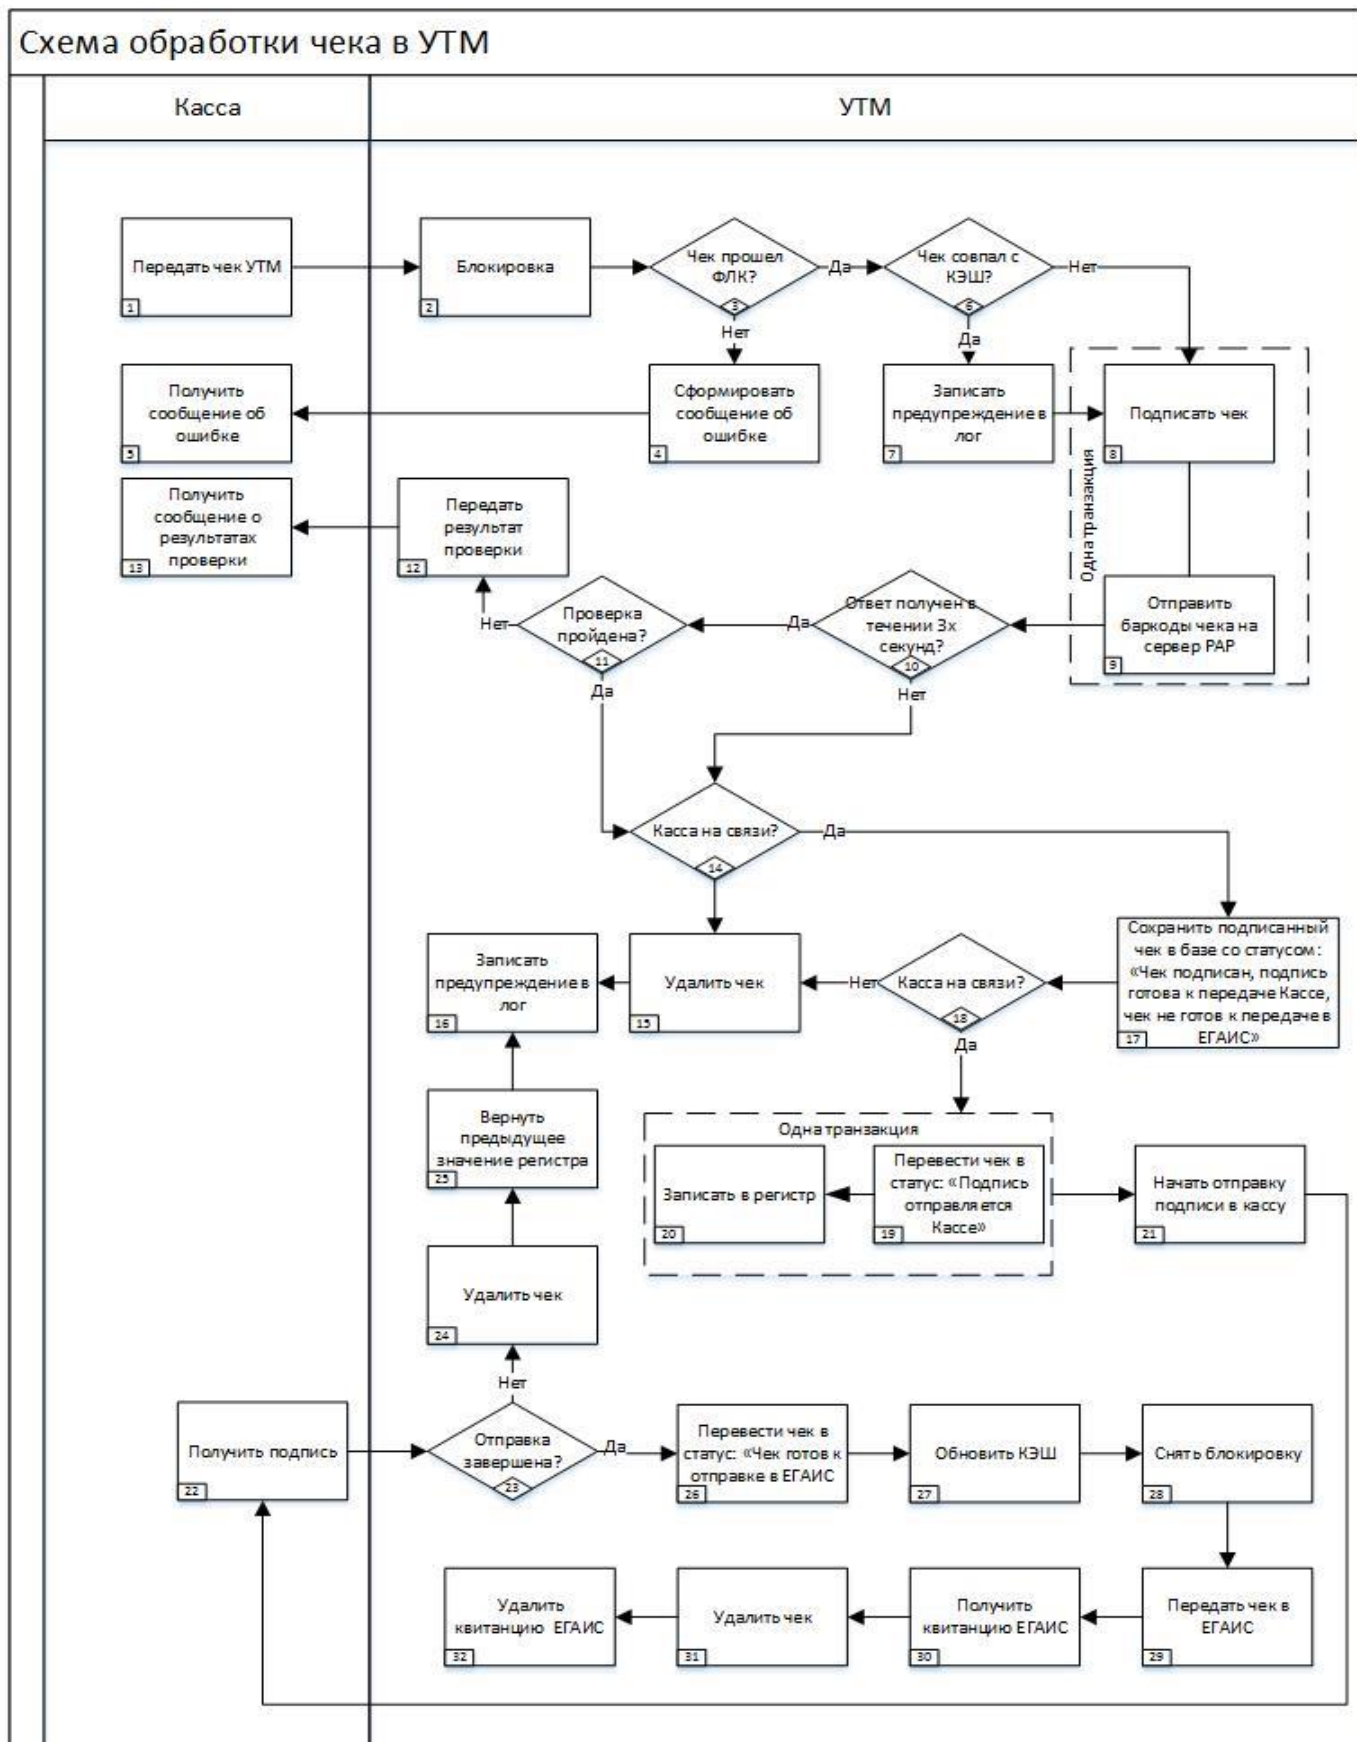 Схема обработки чека в УТМ
Касса
УТМ
Передать чек УТМ
1
Блокировка
2
Чек прошел
ФЛК?
3
Да
Нет
Чек совпал с
КЭШ?
6
Нет
Да
Получить
сообщение об
ошибке
5
Сформировать
сообщение об
ошибке
4
Записать
предупреждение в
лог
7
Подписать чек
8
Одна транзакция
Получить
сообщение о
результатах
проверки
13
Передать
результат
проверки
12
Нет
Проверка
пройдена?
11
Да
Да
Ответ получен в
течении 3х
секунд?
10
Нет
Отправить
баркоды чека на
сервер РАР
9
Касса на связи?
14
Да
Записать
предупреждение в
лог
16
Удалить чек
15
Нет
Касса на связи?
18
Да
Сохранить подписанный
чек в базе со статусом:
«Чек подписан, подпись
готова к передаче Кассе,
чек не готов к передаче в
ЕГАИС»
17
Вернуть
предыдущее
значение регистра
25
Одна транзакция
Записать в регистр
20
Перевести чек в
статус: «Подпись
отправляется
Кассе»
19
Начать отправку
подписи в кассу
21
Удалить чек
24
Нет
Получить подпись
22
Отправка
завершена?
23
Да
Перевести чек в
статус: «Чек готов к
отправке в ЕГАИС
26
Обновить КЭШ
27
Снять блокировку
28
Удалить
квитанцию ЕГАИС
32
Удалить чек
31
Получить
квитанцию ЕГАИС
30
Передать чек в
ЕГАИС
29